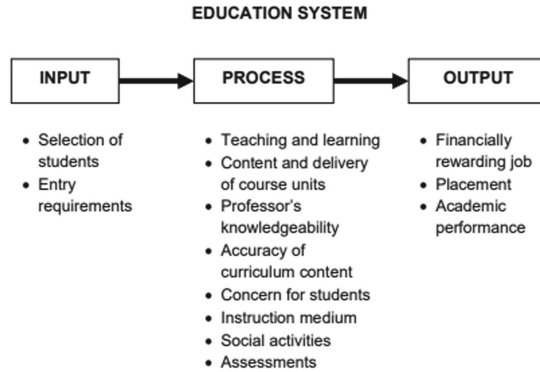 EDUCATION SYSTEM
INPUT
PROCESS
OUTPUT
• Selection of
students
• Entry
requirements
• Teaching and learning
• Content and delivery
of course units
• Professor's
knowledgeability
• Accuracy of
curriculum content
• Concern for students
• Instruction medium
• Social activities
• Assessments
• Financially
rewarding job
• Placement
• Academic
performance